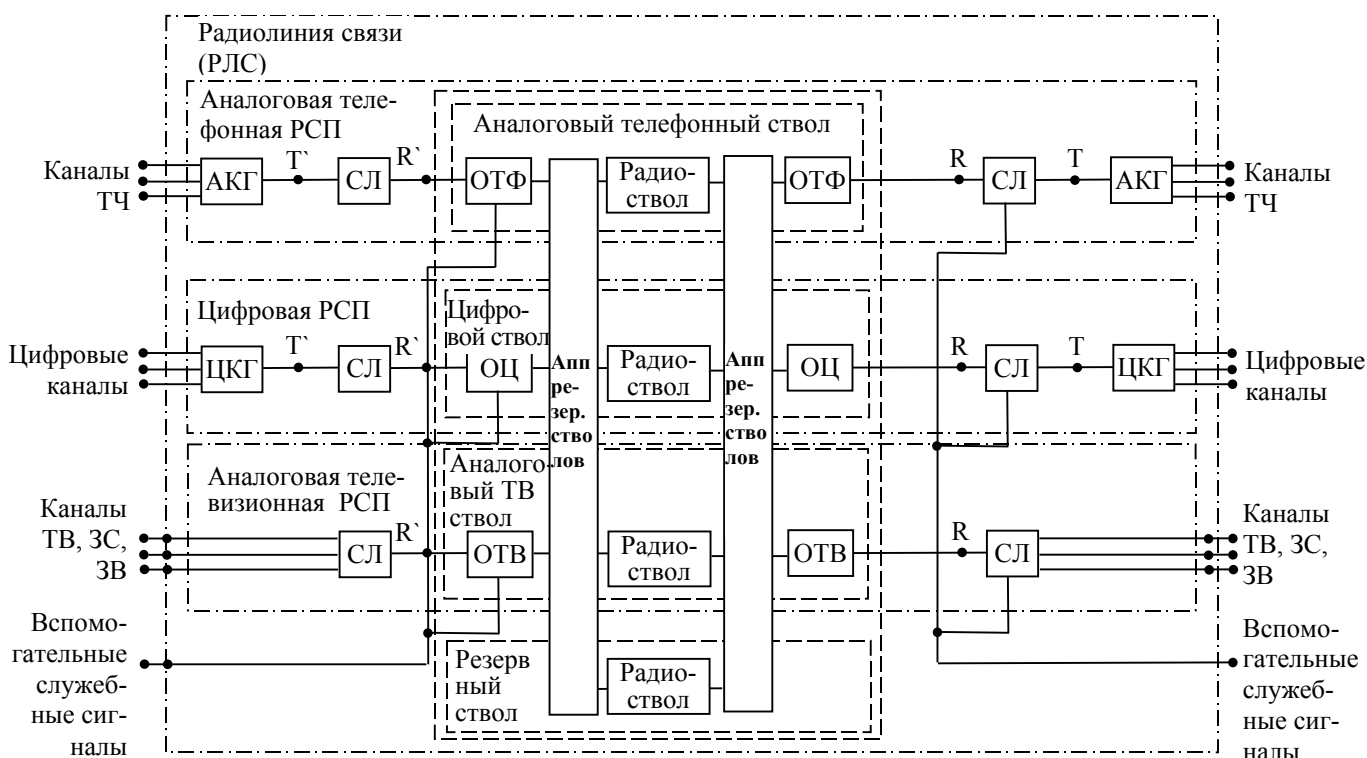 Радиолиния связи
(РЛС)
Аналоговая теле-
фонная РСП
Аналоговый телефонный ствол
Каналы
ТЧ
АКГ
T`
СЛ
R`
ОТФ
Радио-
ствол
ОТФ
R
СЛ
T
АКГ
Каналы
ТЧ
Цифровая РСП
Цифро-
вой ствол
Цифровые
каналы
ЦКГ
T`
СЛ
R`
ОЦ
Апп
ре-
зер.
ство
лов
Радио-
ствол
Апп
ре-
зер.
ство
лов
ОЦ
R
СЛ
T
ЦКГ
Цифровые
каналы
Аналоговая теле-
визионная РСП
Аналого-
вый ТВ
ствол
Каналы
ТВ, ЗС,
ЗВ
СЛ
R`
ОТВ
Радио-
ствол
ОТВ
R
СЛ
Каналы
ТВ, ЗС,
ЗВ
Вспомо-
гательные
служеб-
ные сиг-
налы
Резерв
ный
ствол
Радио-
ствол
Вспомо-
гательные
служеб-
ные сиг-
налы